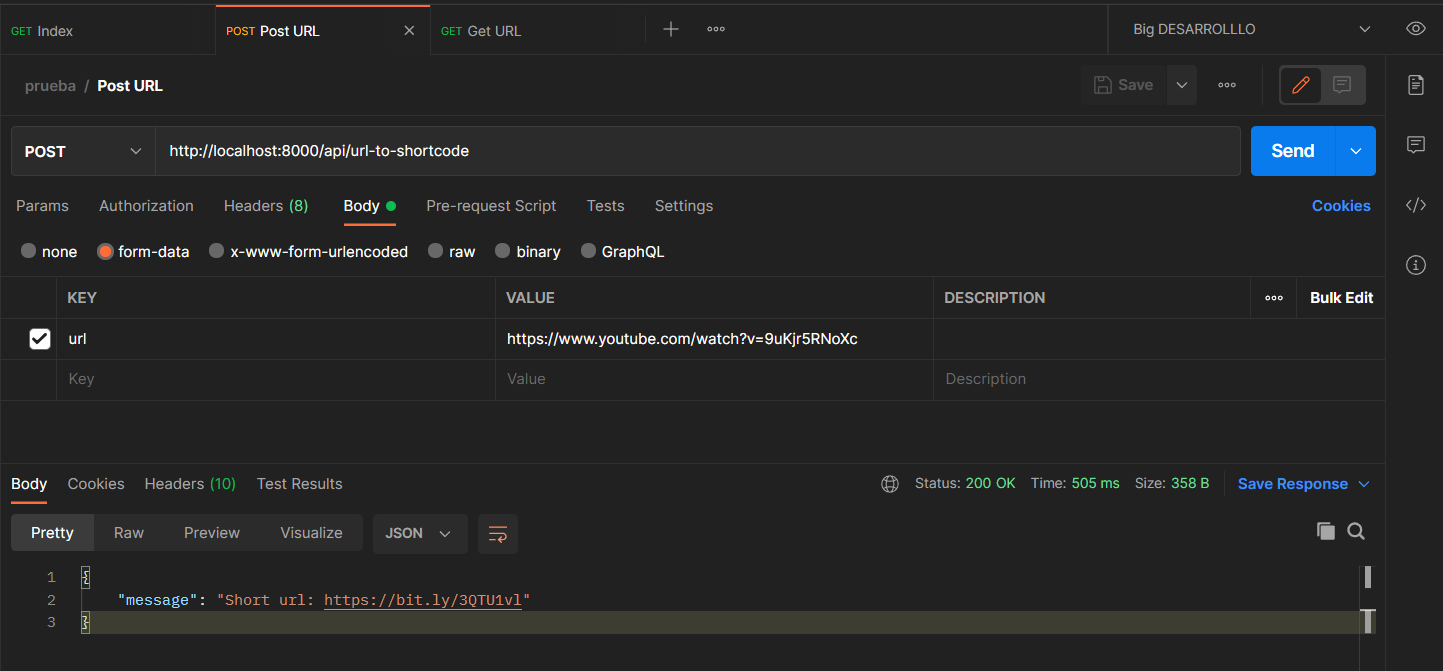 GET Index
POST Post URL
GET Get URL
Big DESARROLLLO
prueba / Post URL
Save
POST
http://localhost:8000/api/url-to-shortcode
Send
Params Authorization Headers (8) Body Pre-request Script Tests Settings Cookies
none form-data x-www-form-urlencoded raw binary GraphQL
KEY VALUE DESCRIPTION Bulk Edit
url https://www.youtube.com/watch?v=9uKjr5RNoXc
Key Value Description
Body Cookies Headers (10) Test Results Status: 200 OK Time: 505 ms Size: 358 B Save Response
Pretty Raw Preview Visualize JSON
1 {
2 "message": "Short url: https://bit.ly/3QTU1vl"
3 }